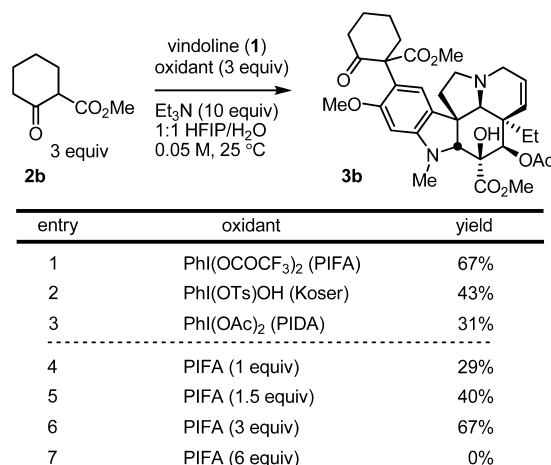 vindoline (1)
oxidant (3 equiv)
Et₃N (10 equiv)
1:1 HFIP/H₂O
0.05 M, 25 °C
O
CO₂Me
3 equiv
2b
O
CO₂Me
MeO
N
N
Me
OH
Et
OAc
CO₂Me
3b
entry oxidant yield
1 PhI(OCOCF₃)₂ (PIFA) 67%
2 PhI(OTs)OH (Koser) 43%
3 PhI(OAc)₂ (PIDA) 31%
4 PIFA (1 equiv) 29%
5 PIFA (1.5 equiv) 40%
6 PIFA (3 equiv) 67%
7 PIFA (6 equiv) 0%